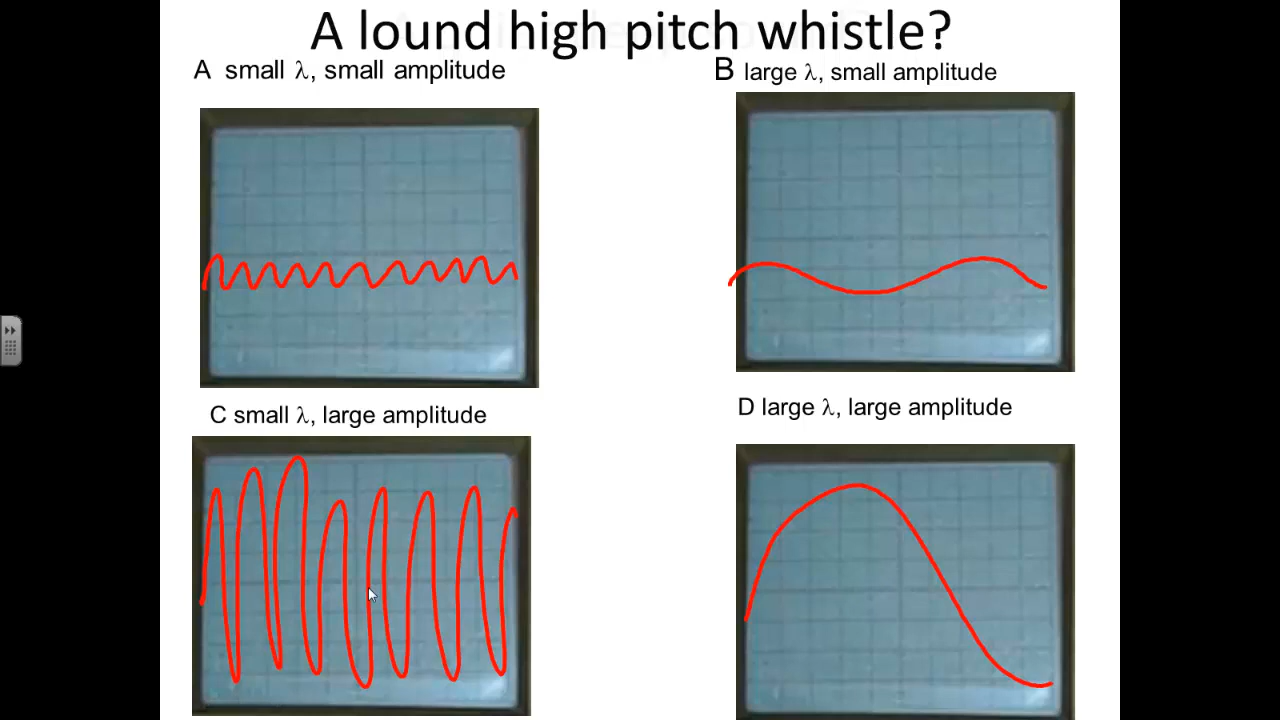 A lound high pitch whistle?
A small λ, small amplitude
B large λ, small amplitude
C small λ, large amplitude
D large λ, large amplitude